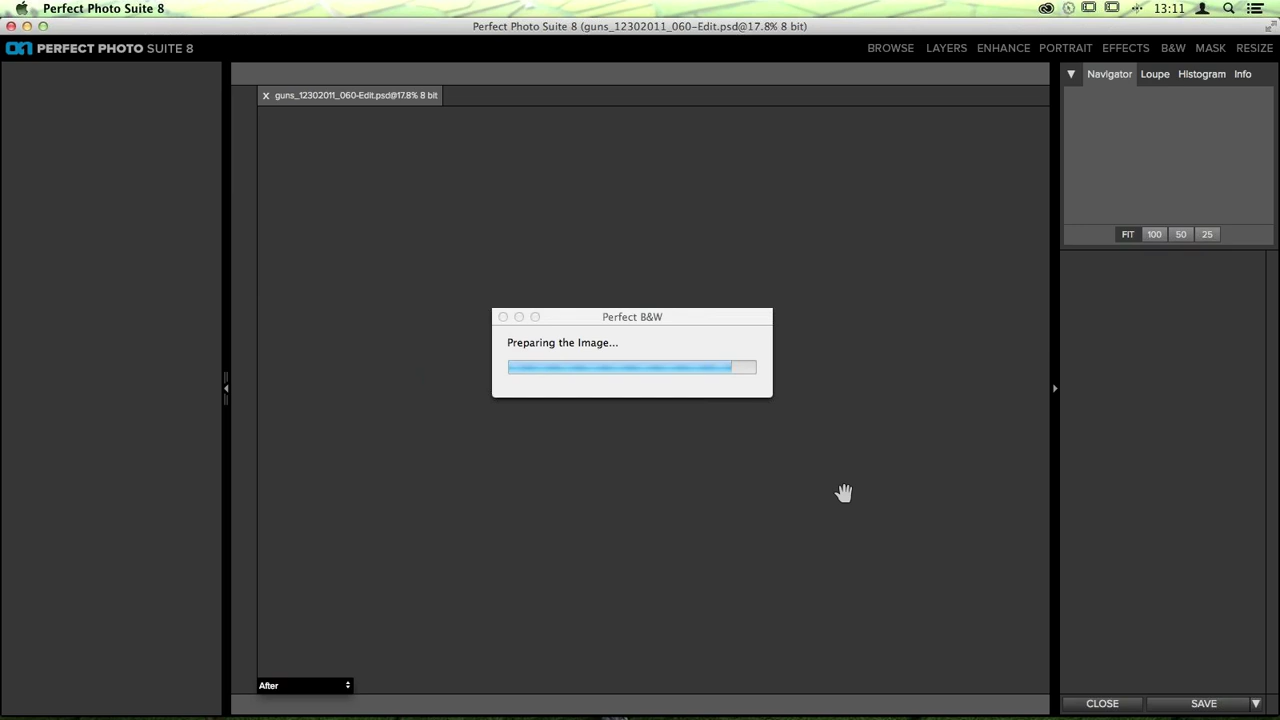 Perfect Photo Suite 8
13:11
Perfect Photo Suite 8 (guns_12302011_060-Edit.psd@17.8% 8 bit)
on PERFECT PHOTO SUITE 8
BROWSE LAYERS ENHANCE PORTRAIT EFFECTS B&W MASK RESIZE
x guns_12302011_060-Edit.psd@17.8% 8 bit
Navigator Loupe Histogram Info
FIT 100 50 25
Perfect B&W
Preparing the Image...
After
CLOSE SAVE